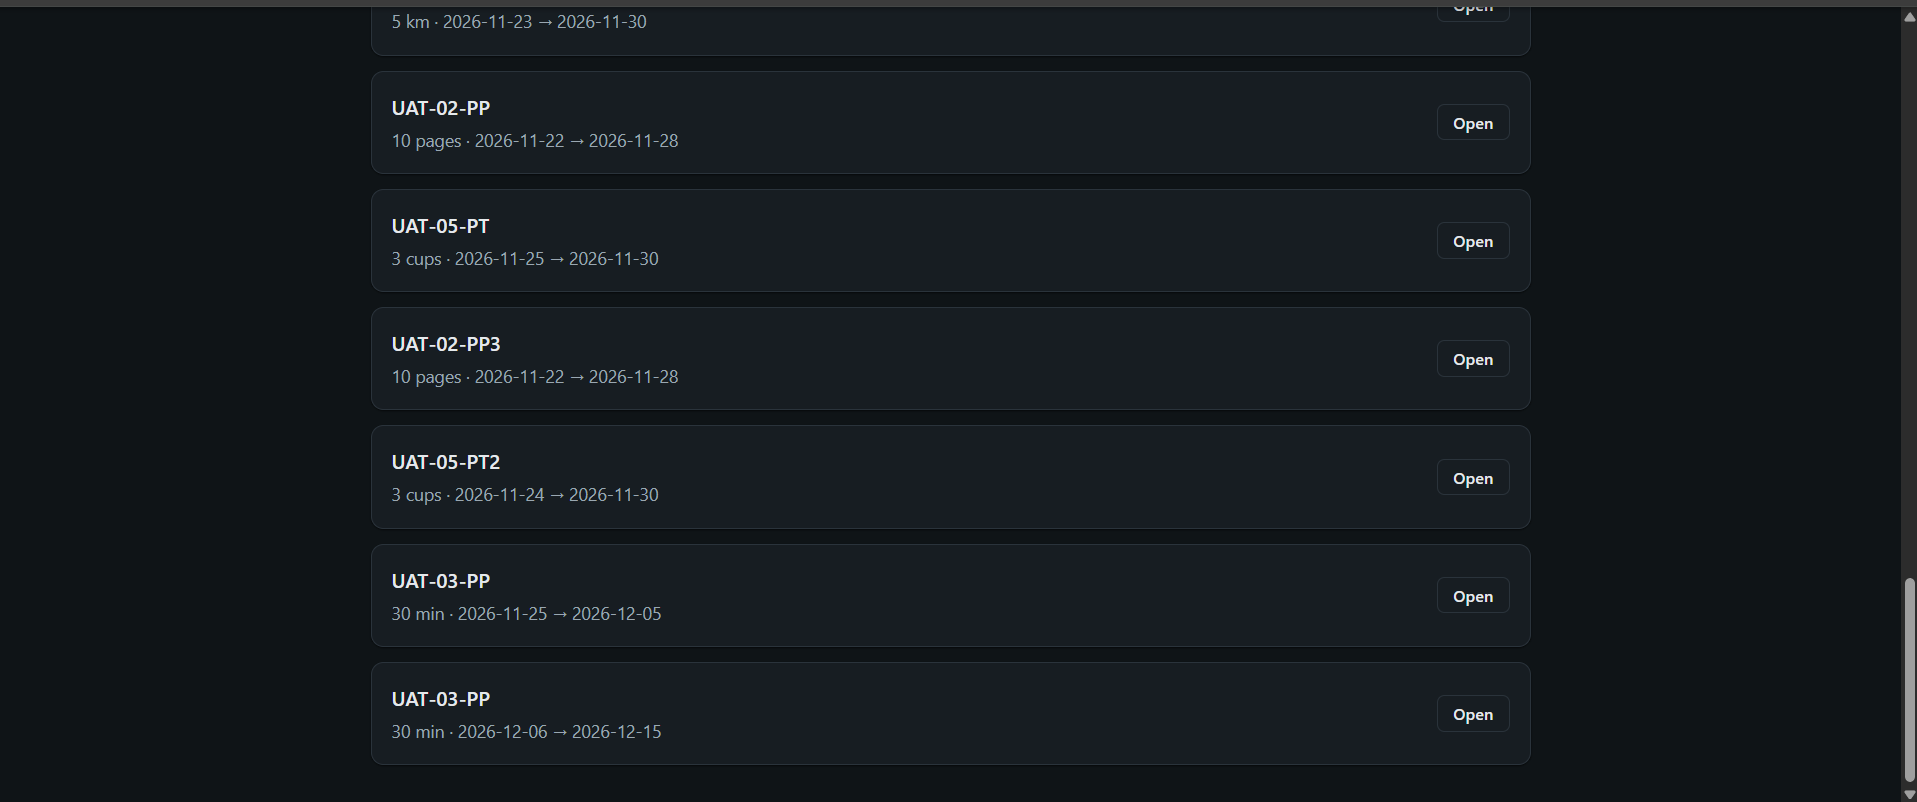 Open
5 km · 2026-11-23 → 2026-11-30
UAT-02-PP
10 pages · 2026-11-22 → 2026-11-28
Open
UAT-05-PT
3 cups · 2026-11-25 → 2026-11-30
Open
UAT-02-PP3
10 pages · 2026-11-22 → 2026-11-28
Open
UAT-05-PT2
3 cups · 2026-11-24 → 2026-11-30
Open
UAT-03-PP
30 min · 2026-11-25 → 2026-12-05
Open
UAT-03-PP
30 min · 2026-12-06 → 2026-12-15
Open